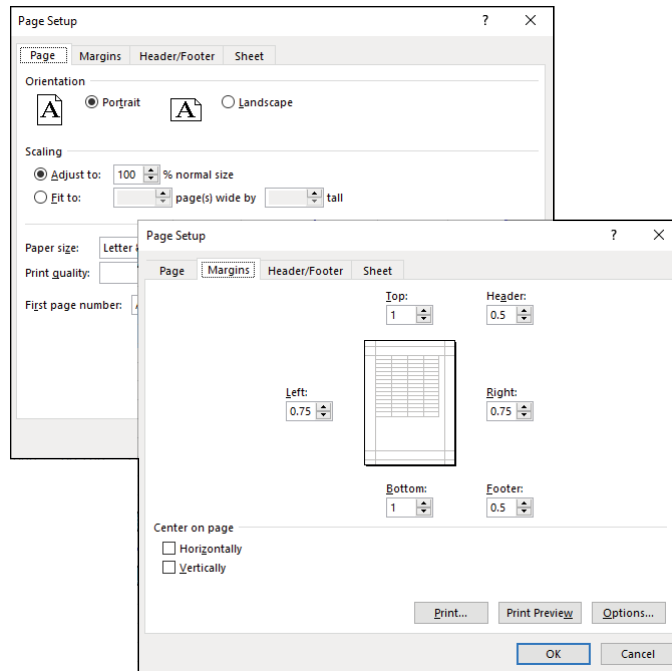 Page Setup ? X
Page Margins Header/Footer Sheet
Orientation
A Portrait A Landscape
Scaling
Adjust to: 100 % normal size
Fit to: page(s) wide by tall
Paper size: Letter
Print quality:
First page number:
Page Setup ? X
Page Margins Header/Footer Sheet
Top: Header:
1 0.5
Left: Right:
0.75 0.75
Bottom: Footer:
1 0.5
Center on page
Horizontally
Vertically
Print... Print Preview Options...
OK Cancel